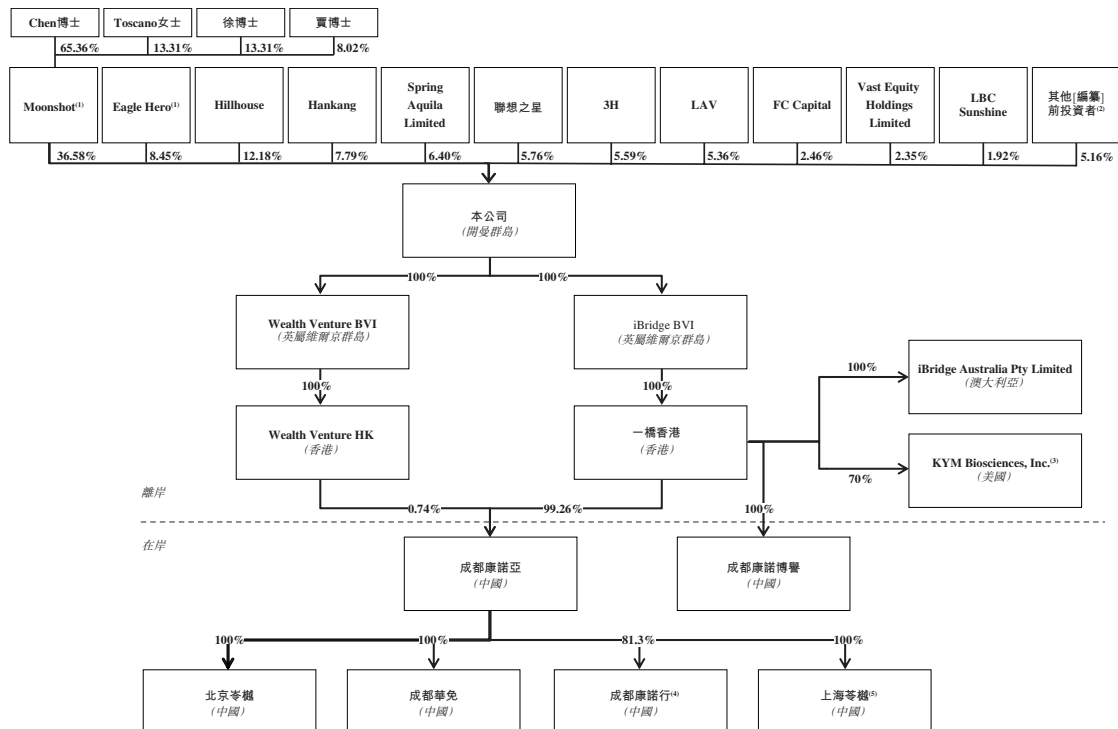 Chen博士
Toscano女士
徐博士
賈博士
65.36%
13.31%
13.31%
8.02%
Moonshot(1)
Eagle Hero(1)
Hillhouse
Hankang
Spring
Aquila
Limited
聯想之星
3H
LAV
FC Capital
Vast Equity
Holdings
Limited
LBC
Sunshine
其他[編纂]
前投資者(2)
36.58%
8.45%
12.18%
7.79%
6.40%
5.76%
5.59%
5.36%
2.46%
2.35%
1.92%
5.16%
本公司
(開曼群島)
100%
100%
Wealth Venture BVI
(英屬維爾京群島)
iBridge BVI
(英屬維爾京群島)
100%
100%
100%
iBridge Australia Pty Limited
(澳大利亞)
Wealth Venture HK
(香港)
一橋香港
(香港)
KYM Biosciences, Inc.(3)
(美國)
70%
離岸
0.74%
99.26%
100%
在岸
成都康諾亞
(中國)
成都康諾博譽
(中國)
100%
100%
81.3%
100%
北京岺樾
(中國)
成都華免
(中國)
成都康諾行(4)
(中國)
上海苓樾(5)
(中國)